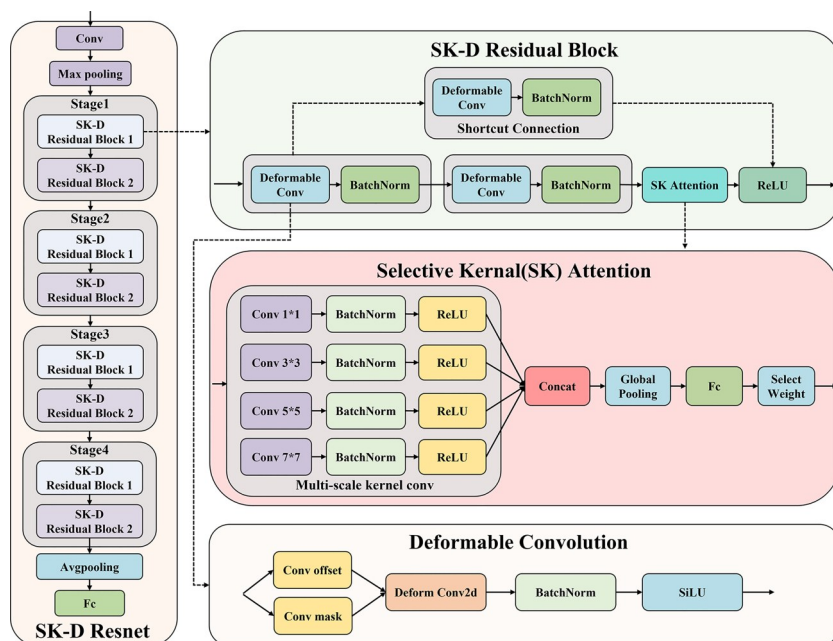 Conv
Max pooling
Stage1
SK-D
Residual Block 1
SK-D
Residual Block 2
Stage2
SK-D
Residual Block 1
SK-D
Residual Block 2
Stage3
SK-D
Residual Block 1
SK-D
Residual Block 2
Stage4
SK-D
Residual Block 1
SK-D
Residual Block 2
Avgpooling
Fc
SK-D Resnet
SK-D Residual Block
Deformable
Conv
BatchNorm
Shortcut Connection
Deformable
Conv
BatchNorm
Deformable
Conv
BatchNorm
SK Attention
ReLU
Selective Kernel(SK) Attention
Conv 1*1
BatchNorm
ReLU
Conv 3*3
BatchNorm
ReLU
Conv 5*5
BatchNorm
ReLU
Conv 7*7
BatchNorm
ReLU
Multi-scale kernel conv
Concat
Global
Pooling
Fc
Select
Weight
Deformable Convolution
Conv offset
Conv mask
Deform Conv2d
BatchNorm
SiLU